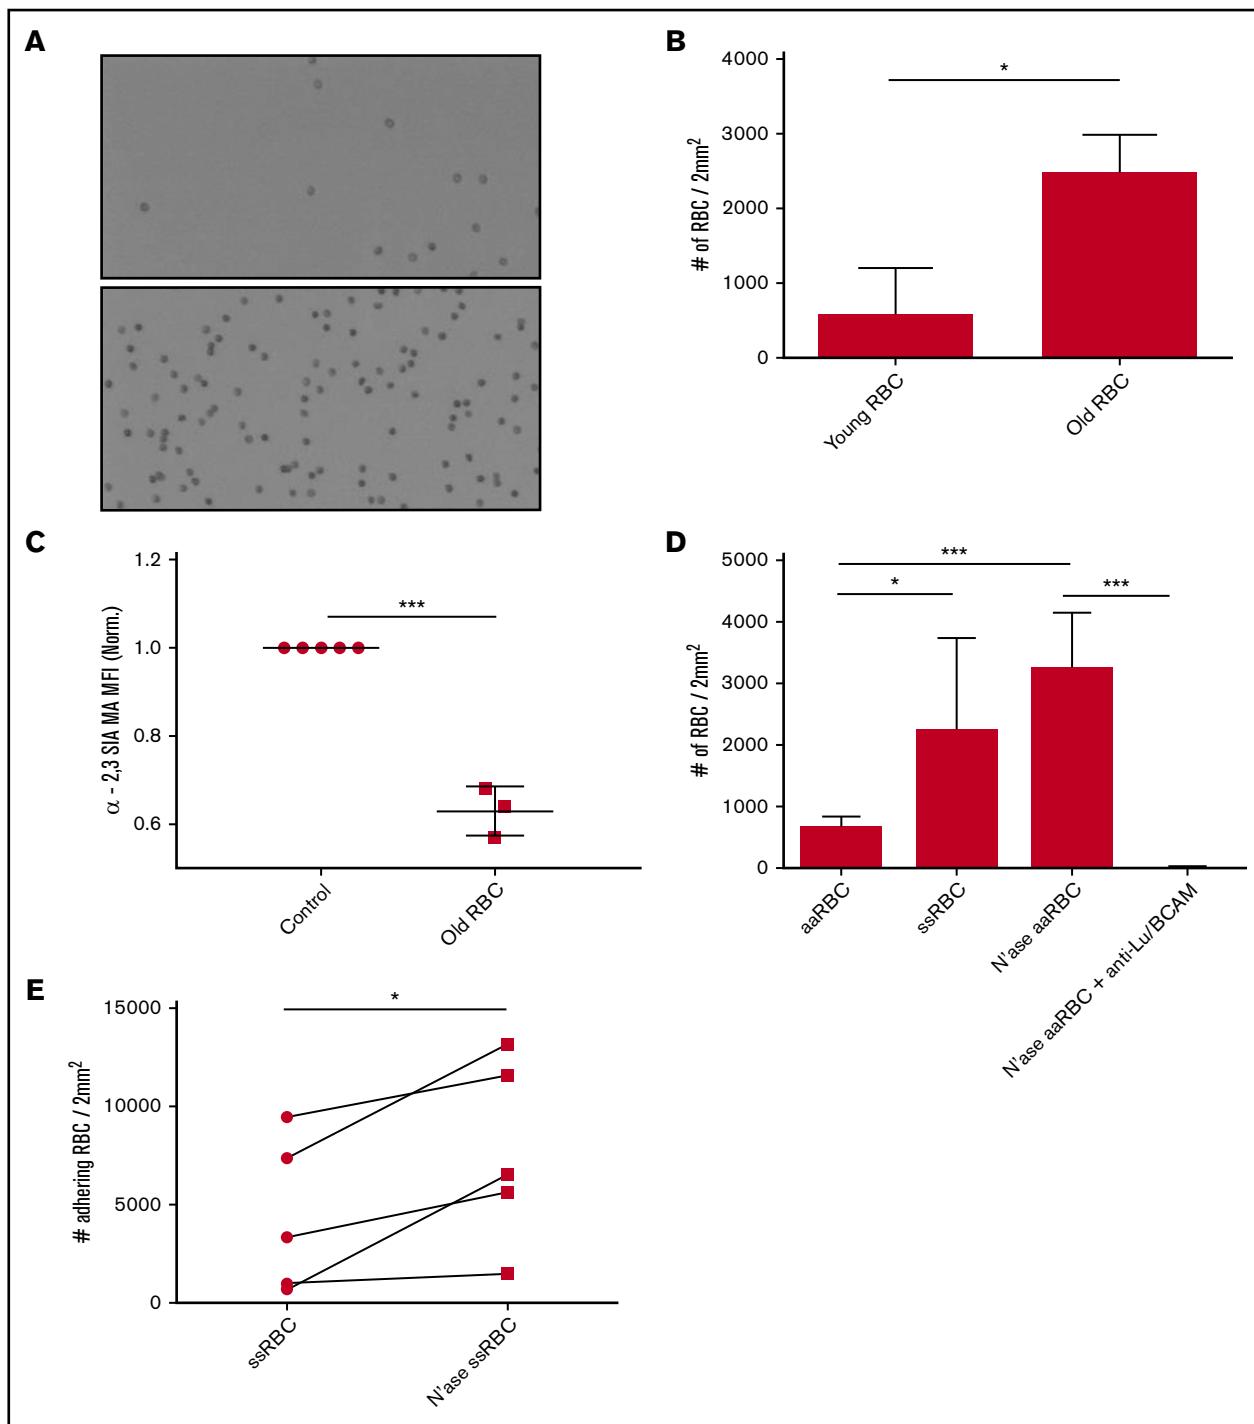 A
B
4000
3000
2000
1000
0
# of RBC / 2mm²
*
Young RBC
Old RBC
C
1.2
1.0
0.8
0.6
α - 2,3 SIA MA MFI (Norm.)
***
Control
Old RBC
D
5000
4000
3000
2000
1000
0
# of RBC / 2mm²
***
*
***
aaRBC
ssRBC
N'ase aaRBC
N'ase aaRBC + anti-Lu/BCAM
E
15000
10000
5000
0
# adhering RBC / 2mm²
*
ssRBC
N'ase ssRBC